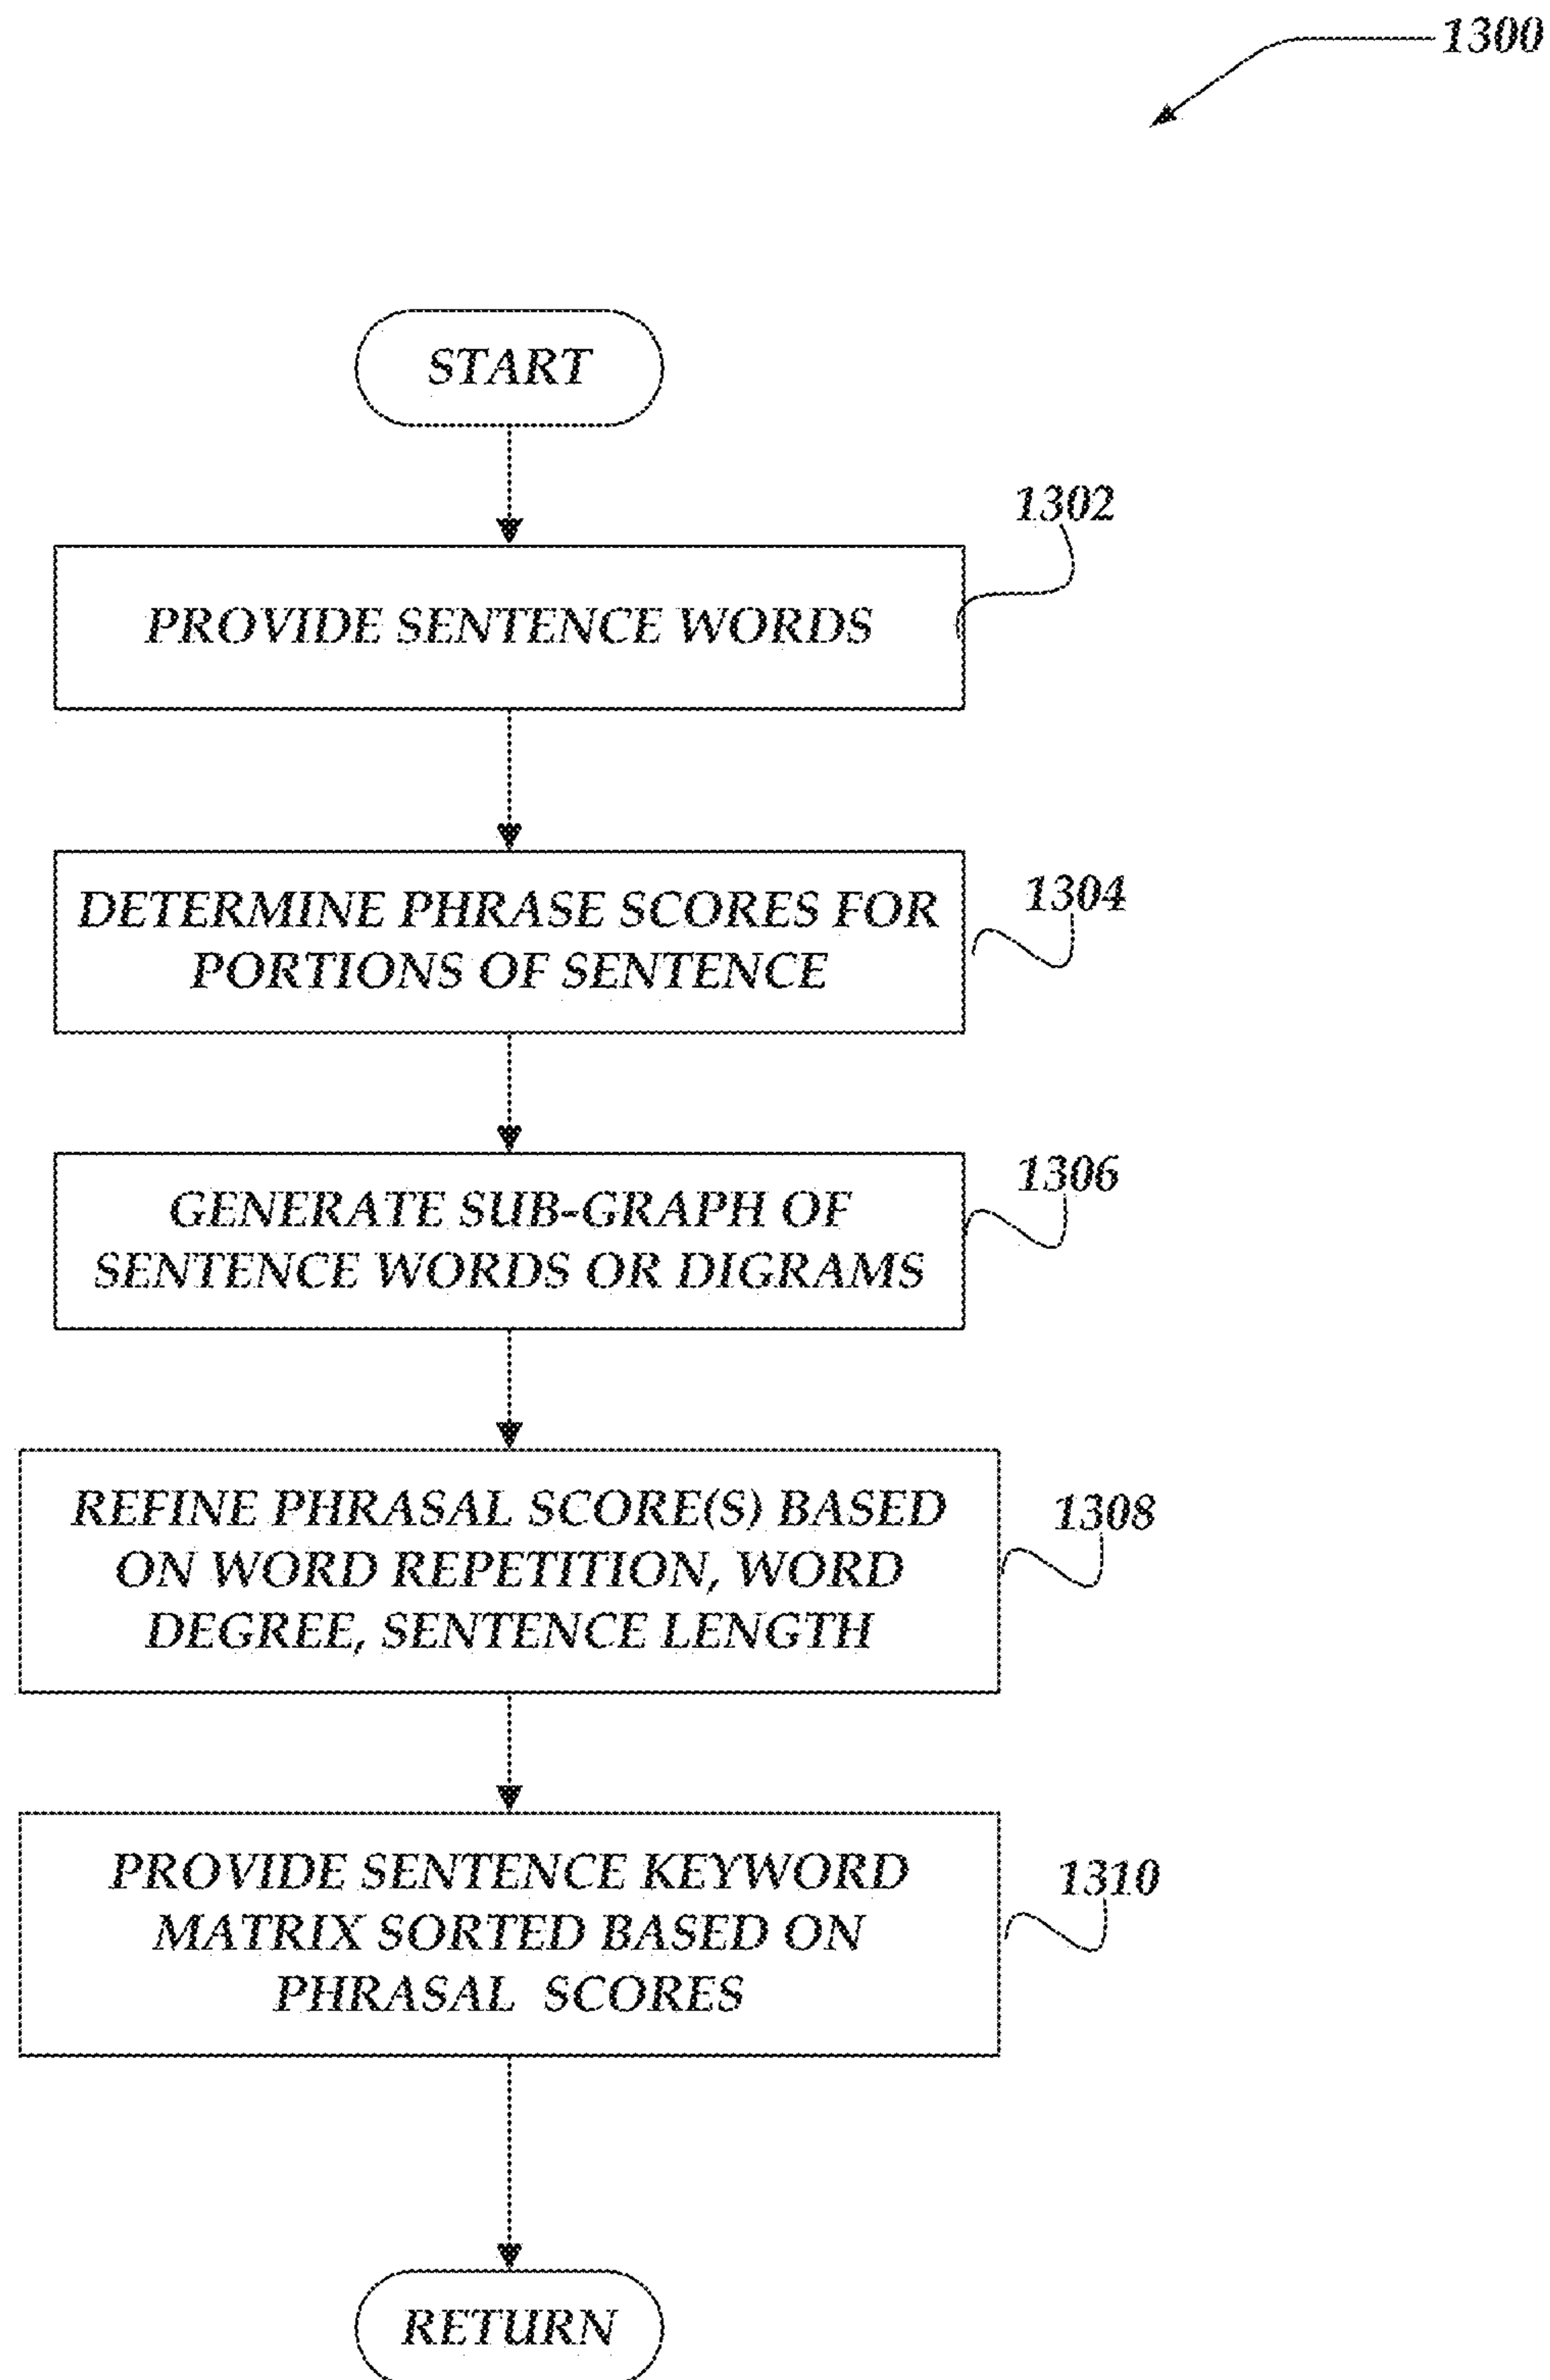 1300
START
1302
PROVIDE SENTENCE WORDS
1304
DETERMINE PHRASE SCORES FOR
PORTIONS OF SENTENCE
1306
GENERATE SUB-GRAPH OF
SENTENCE WORDS OR DIGRAMS
1308
REFINE PHRASAL SCORE(S) BASED
ON WORD REPETITION, WORD
DEGREE, SENTENCE LENGTH
1310
PROVIDE SENTENCE KEYWORD
MATRIX SORTED BASED ON
PHRASAL SCORES
RETURN